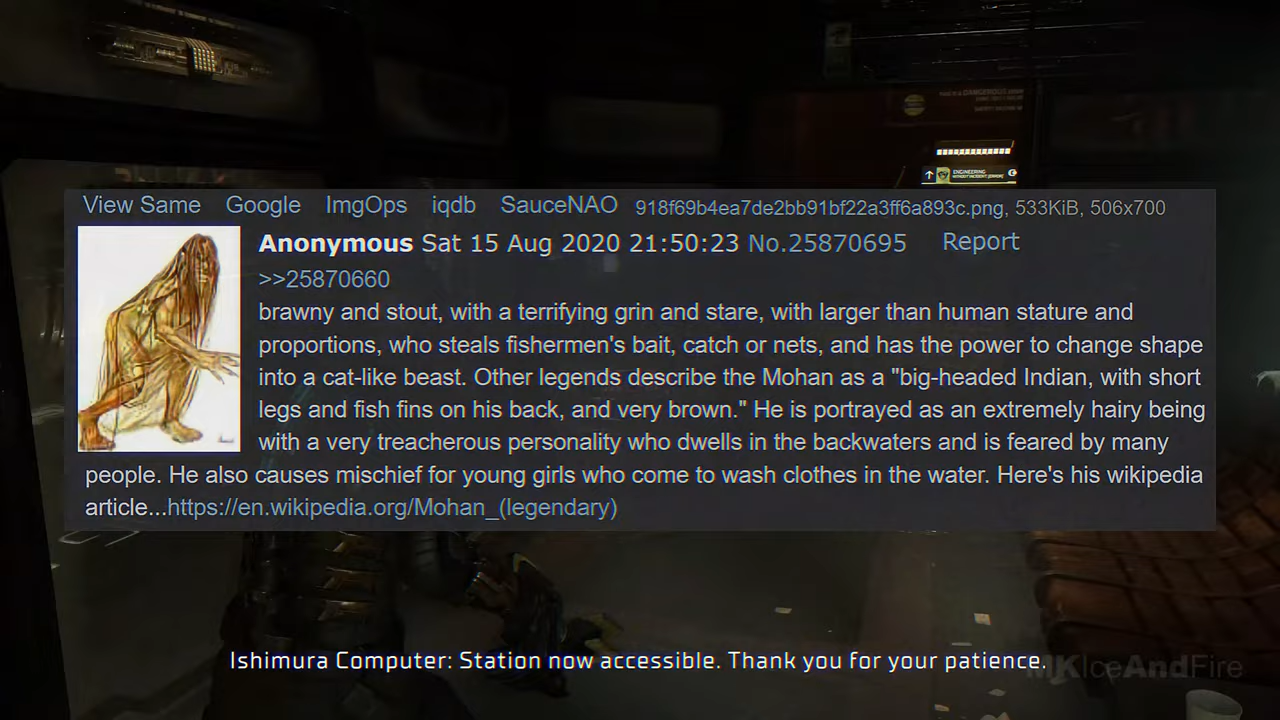 PHIS IS A DANGEROUS
ENGINEERING
View Same Google ImgOps iqdb SauceNAO 918f69b4ea7de2bb91bf22a3ff6a893c.png, 533KiB, 506x700
Anonymous Sat 15 Aug 2020 21:50:23 No.25870695 Report
>>25870660
brawny and stout, with a terrifying grin and stare, with larger than human stature and
proportions, who steals fishermen's bait, catch or nets, and has the power to change shape
into a cat-like beast. Other legends describe the Mohan as a "big-headed Indian, with short
legs and fish fins on his back, and very brown." He is portrayed as an extremely hairy being
with a very treacherous personality who dwells in the backwaters and is feared by many
people. He also causes mischief for young girls who come to wash clothes in the water. Here's his wikipedia
article...https://en.wikipedia.org/Mohan_(legendary)
Ishimura Computer: Station now accessible. Thank you for your patience.
MKIceAndFire